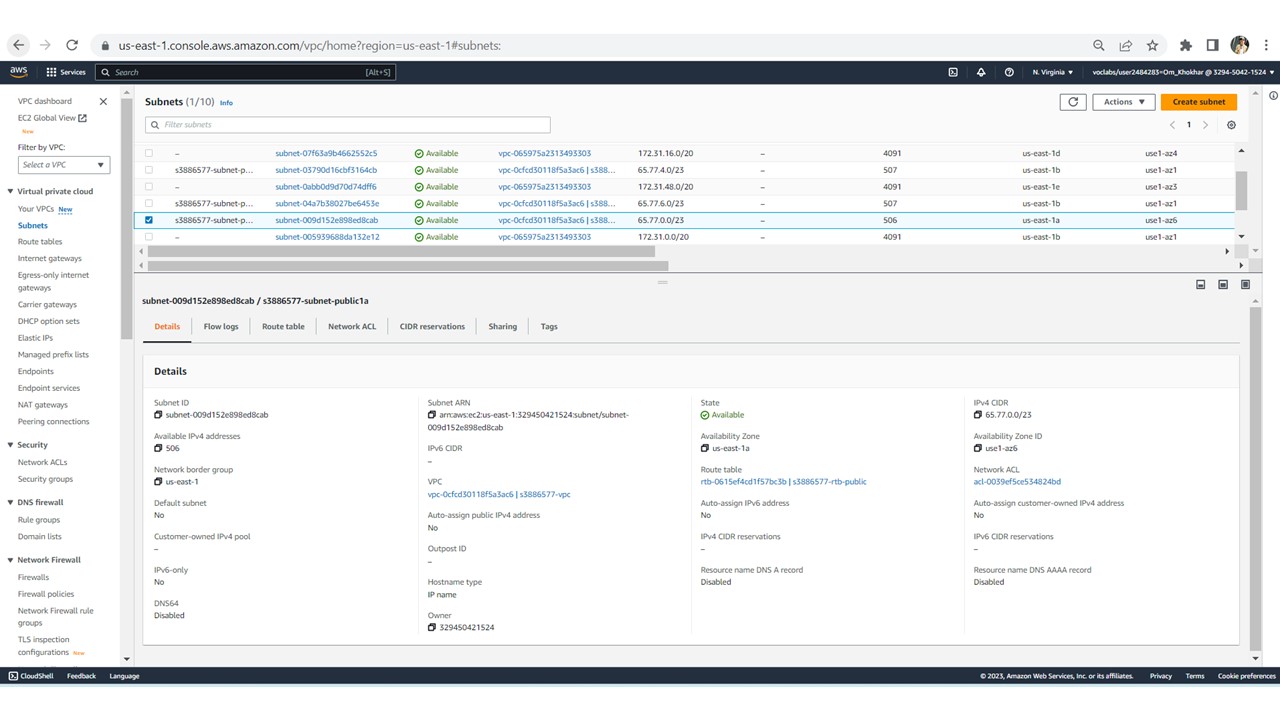 us-east-1.console.aws.amazon.com/vpc/home?region=us-east-1#subnets:
aws Services Search [Alt+S] N. Virginia ▼ voclabs/user2484283=Om_Khokhar @ 3294-5042-1524 ▼
VPC dashboard
EC2 Global View
New
Filter by VPC:
Select a VPC
Virtual private cloud
Your VPCs New
Subnets
Route tables
Internet gateways
Egress-only internet
gateways
Carrier gateways
DHCP option sets
Elastic IPs
Managed prefix lists
Endpoints
Endpoint services
NAT gateways
Peering connections
Security
Network ACLs
Security groups
DNS firewall
Rule groups
Domain lists
Network Firewall
Firewalls
Firewall policies
Network Firewall rule
groups
TLS inspection
configurations New
Subnets (1/10) Info
Actions ▼ Create subnet
Filter subnets
1
– subnet-07f63a9b4662552c5 Available vpc-065975a2313493303 172.31.16.0/20 – 4091 us-east-1d use1-az4
s3886577-subnet-p... subnet-03790d16cbf3164cb Available vpc-0cfcd30118f5a3ac6 | s388... 65.77.4.0/23 – 507 us-east-1b use1-az1
– subnet-0abb0d9d70d74dff6 Available vpc-065975a2313493303 172.31.48.0/20 – 4091 us-east-1e use1-az3
s3886577-subnet-p... subnet-04a7b38027be6453e Available vpc-0cfcd30118f5a3ac6 | s388... 65.77.6.0/23 – 507 us-east-1b use1-az1
s3886577-subnet-p... subnet-009d152e898ed8cab Available vpc-0cfcd30118f5a3ac6 | s388... 65.77.0.0/23 – 506 us-east-1a use1-az6
– subnet-005939688da132e12 Available vpc-065975a2313493303 172.31.0.0/20 – 4091 us-east-1b use1-az1
subnet-009d152e898ed8cab / s3886577-subnet-public1a
Details Flow logs Route table Network ACL CIDR reservations Sharing Tags
Details
Subnet ID
subnet-009d152e898ed8cab
Available IPv4 addresses
506
Network border group
us-east-1
Default subnet
No
Customer-owned IPv4 pool
–
IPv6-only
No
DNS64
Disabled
Subnet ARN
arn:aws:ec2:us-east-1:329450421524:subnet/subnet-
009d152e898ed8cab
IPv6 CIDR
–
VPC
vpc-0cfcd30118f5a3ac6 | s3886577-vpc
Auto-assign public IPv4 address
No
Outpost ID
–
Hostname type
IP name
Owner
329450421524
State
Available
Availability Zone
us-east-1a
Route table
rtb-0615ef4cd1f57bc3b | s3886577-rtb-public
Auto-assign IPv6 address
No
IPv4 CIDR reservations
–
Resource name DNS A record
Disabled
IPv4 CIDR
65.77.0.0/23
Availability Zone ID
use1-az6
Network ACL
acl-0039ef5ce534824bd
Auto-assign customer-owned IPv4 address
No
IPv6 CIDR reservations
–
Resource name DNS AAAA record
Disabled
CloudShell Feedback Language © 2023, Amazon Web Services, Inc. or its affiliates. Privacy Terms Cookie preferences